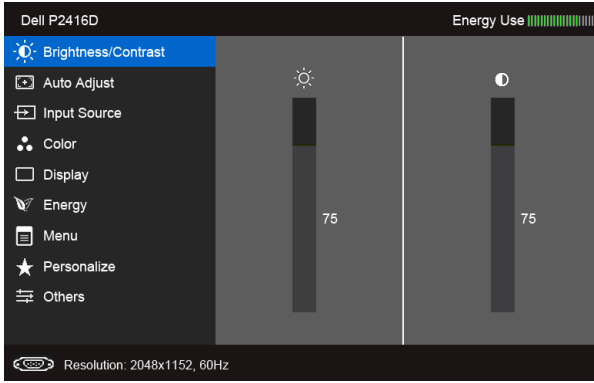 Dell P2416D
Energy Use
Brightness/Contrast
Auto Adjust
Input Source
Color
Display
Energy
Menu
Personalize
Others
75
75
Resolution: 2048x1152, 60Hz